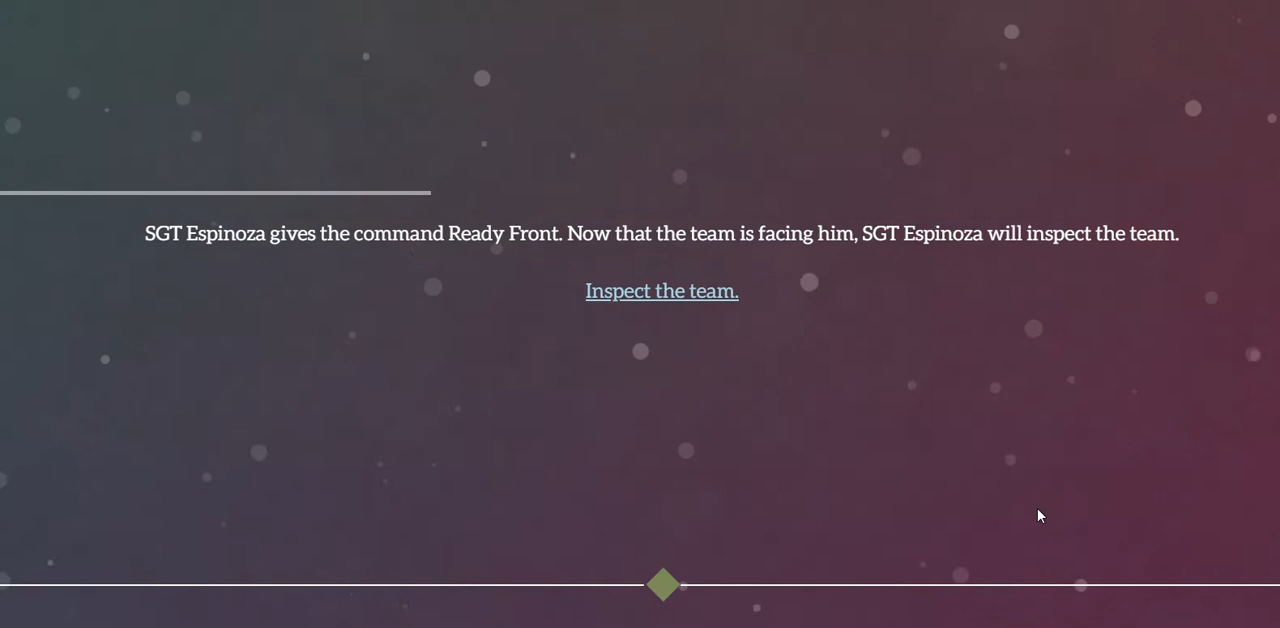 SGT Espinoza gives the command Ready Front. Now that the team is facing him, SGT Espinoza will inspect the team.
Inspect the team.